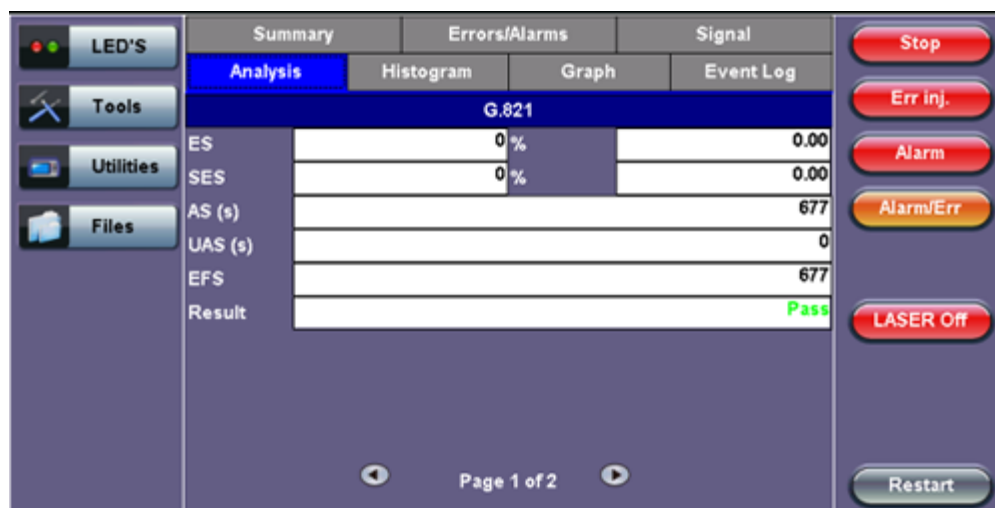 LED'S
Tools
Utilities
Files
Summary Errors/Alarms Signal
Analysis Histogram Graph Event Log
G.821
ES 0 % 0.00
SES 0 % 0.00
AS (s) 677
UAS (s) 0
EFS 677
Result Pass
Page 1 of 2
Stop
Err inj.
Alarm
Alarm/Err
LASER Off
Restart